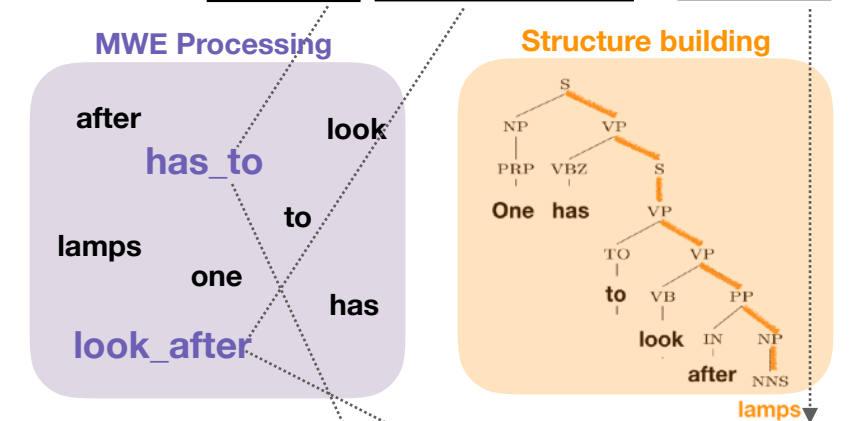 MWE Processing
after
look
has_to
to
lamps
one
has
look_after
Structure building
S
NP VP
PRP VBZ S
One has VP
TO VP
to VB PP
look IN NP
after NNS
lamps